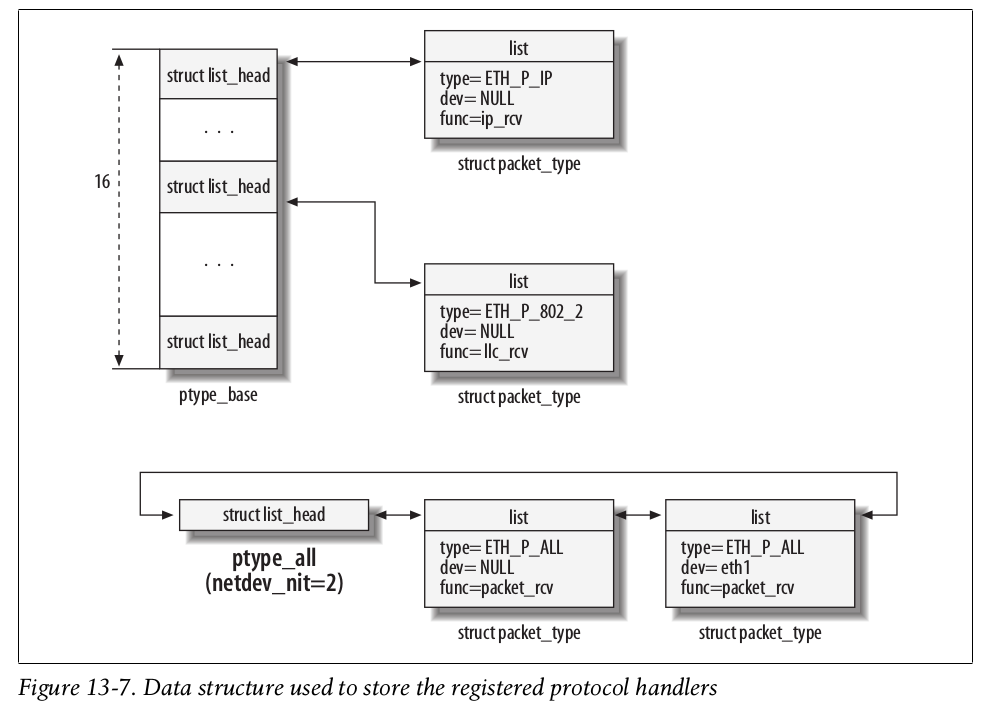 struct list_head
. . .
16
struct list_head
. . .
struct list_head
ptype_base
list
type= ETH_P_IP
dev= NULL
func=ip_rcv
struct packet_type
list
type= ETH_P_802_2
dev= NULL
func= llc_rcv
struct packet_type
struct list_head
ptype_all
(netdev_nit=2)
list
type= ETH_P_ALL
dev= NULL
func=packet_rcv
struct packet_type
list
type= ETH_P_ALL
dev= eth1
func=packet_rcv
struct packet_type
Figure 13-7. Data structure used to store the registered protocol handlers